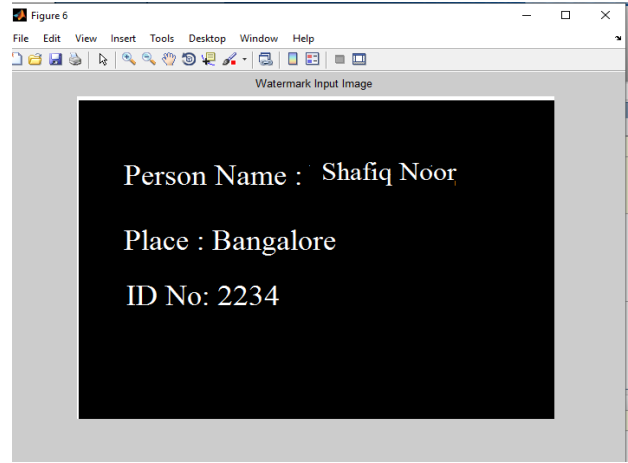 Figure 6
File Edit View Insert Tools Desktop Window Help
Watermark Input Image
Person Name : Shafiq Noor
Place : Bangalore
ID No: 2234